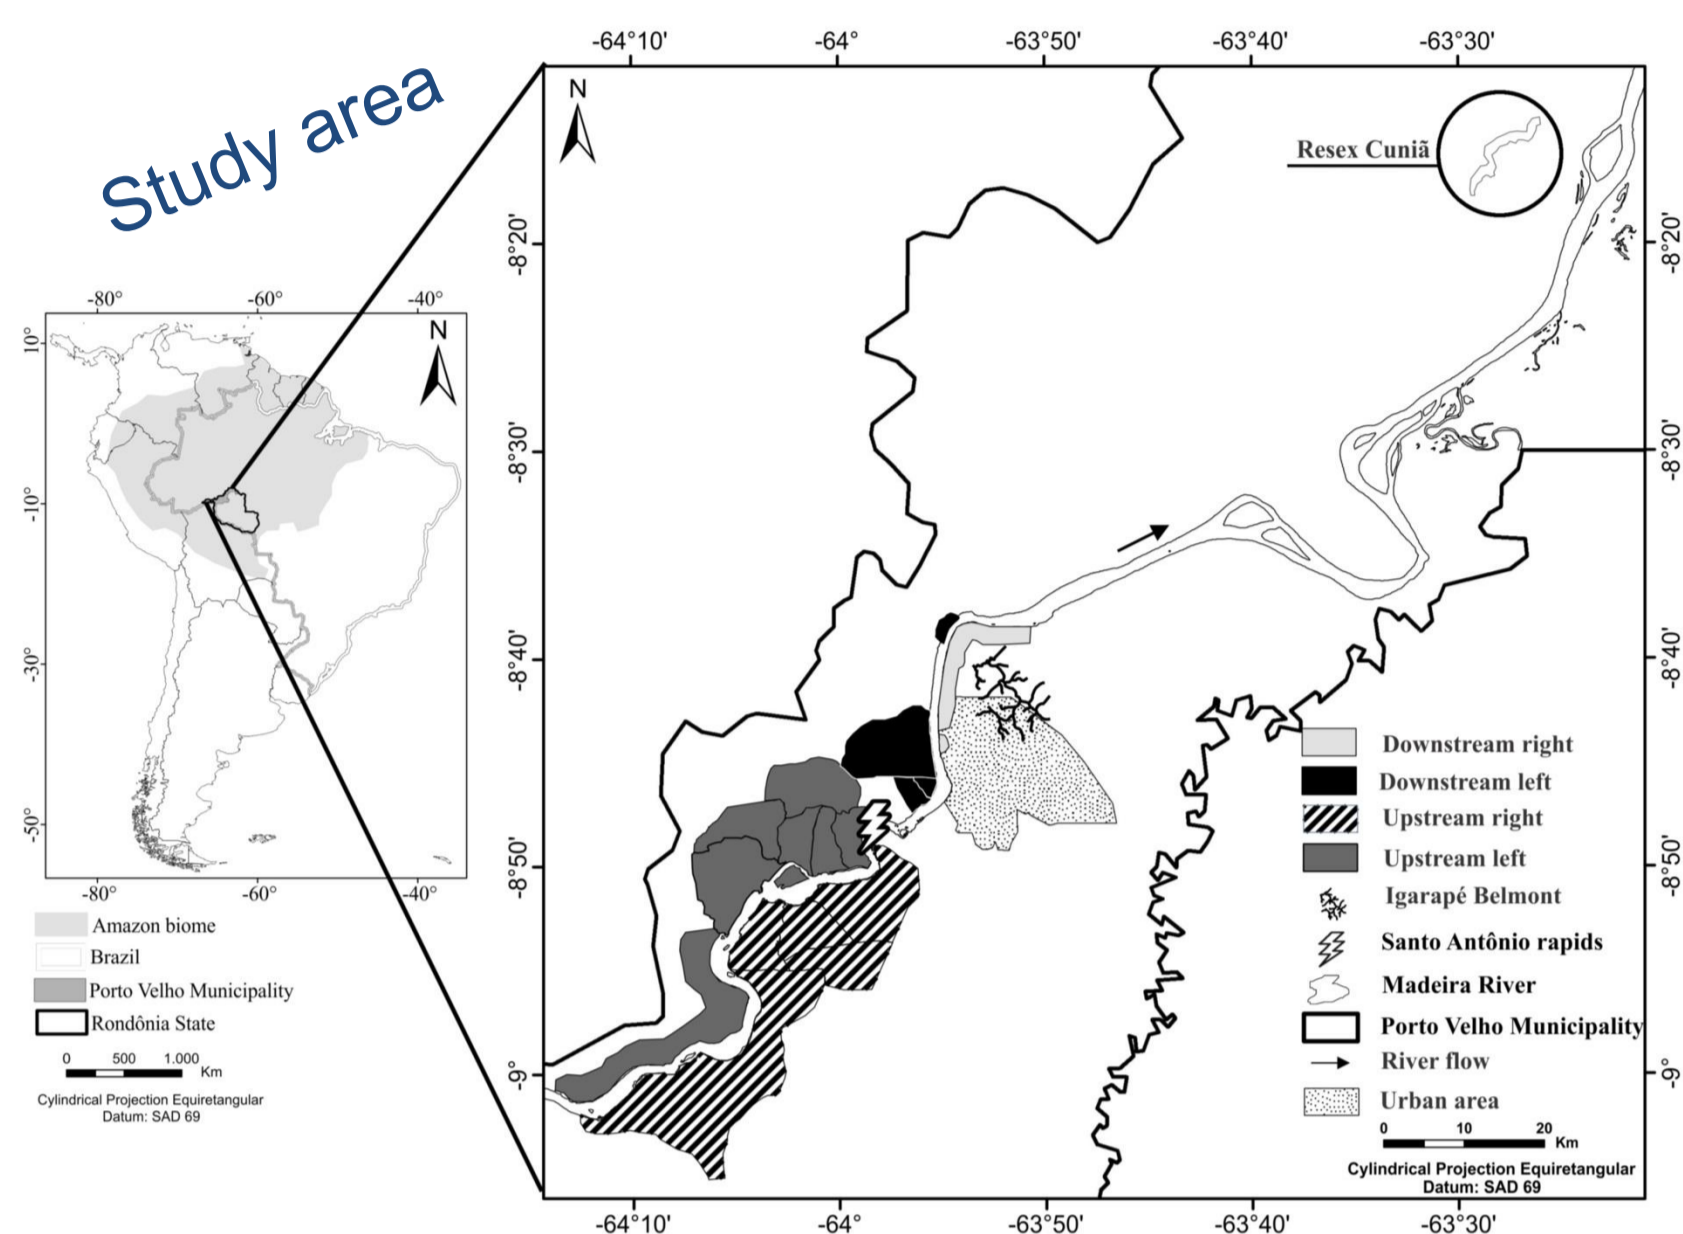 Study area
-80° -60° -40°
N
10°
-10°
-30°
-50°
-80° -60° -40°
Amazon biome
Brazil
Porto Velho Municipality
Rondônia State
0 500 1.000
Km
Cylindrical Projection Equiretangular
Datum: SAD 69
-64°10' -64° -63°50' -63°40' -63°30'
N
Resex Cuniã
-8°20' -8°20'
-8°30' -8°30'
-8°40' -8°40'
-8°50' -8°50'
-9° -9°
Downstream right
Downstream left
Upstream right
Upstream left
Igarapé Belmont
Santo Antônio rapids
Madeira River
Porto Velho Municipality
River flow
Urban area
0 10 20
Km
Cylindrical Projection Equiretangular
Datum: SAD 69
-64°10' -64° -63°50' -63°40' -63°30'